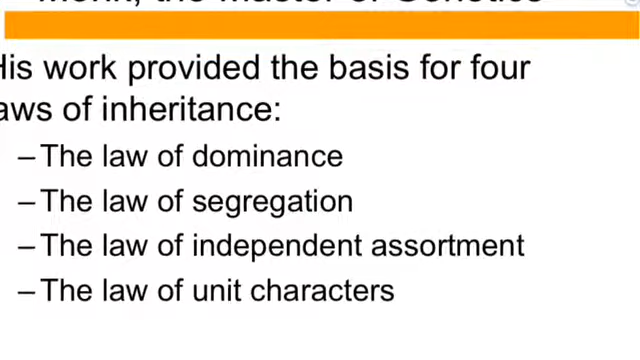 Monk, the Master of Genetics
His work provided the basis for four
laws of inheritance:
– The law of dominance
– The law of segregation
– The law of independent assortment
– The law of unit characters